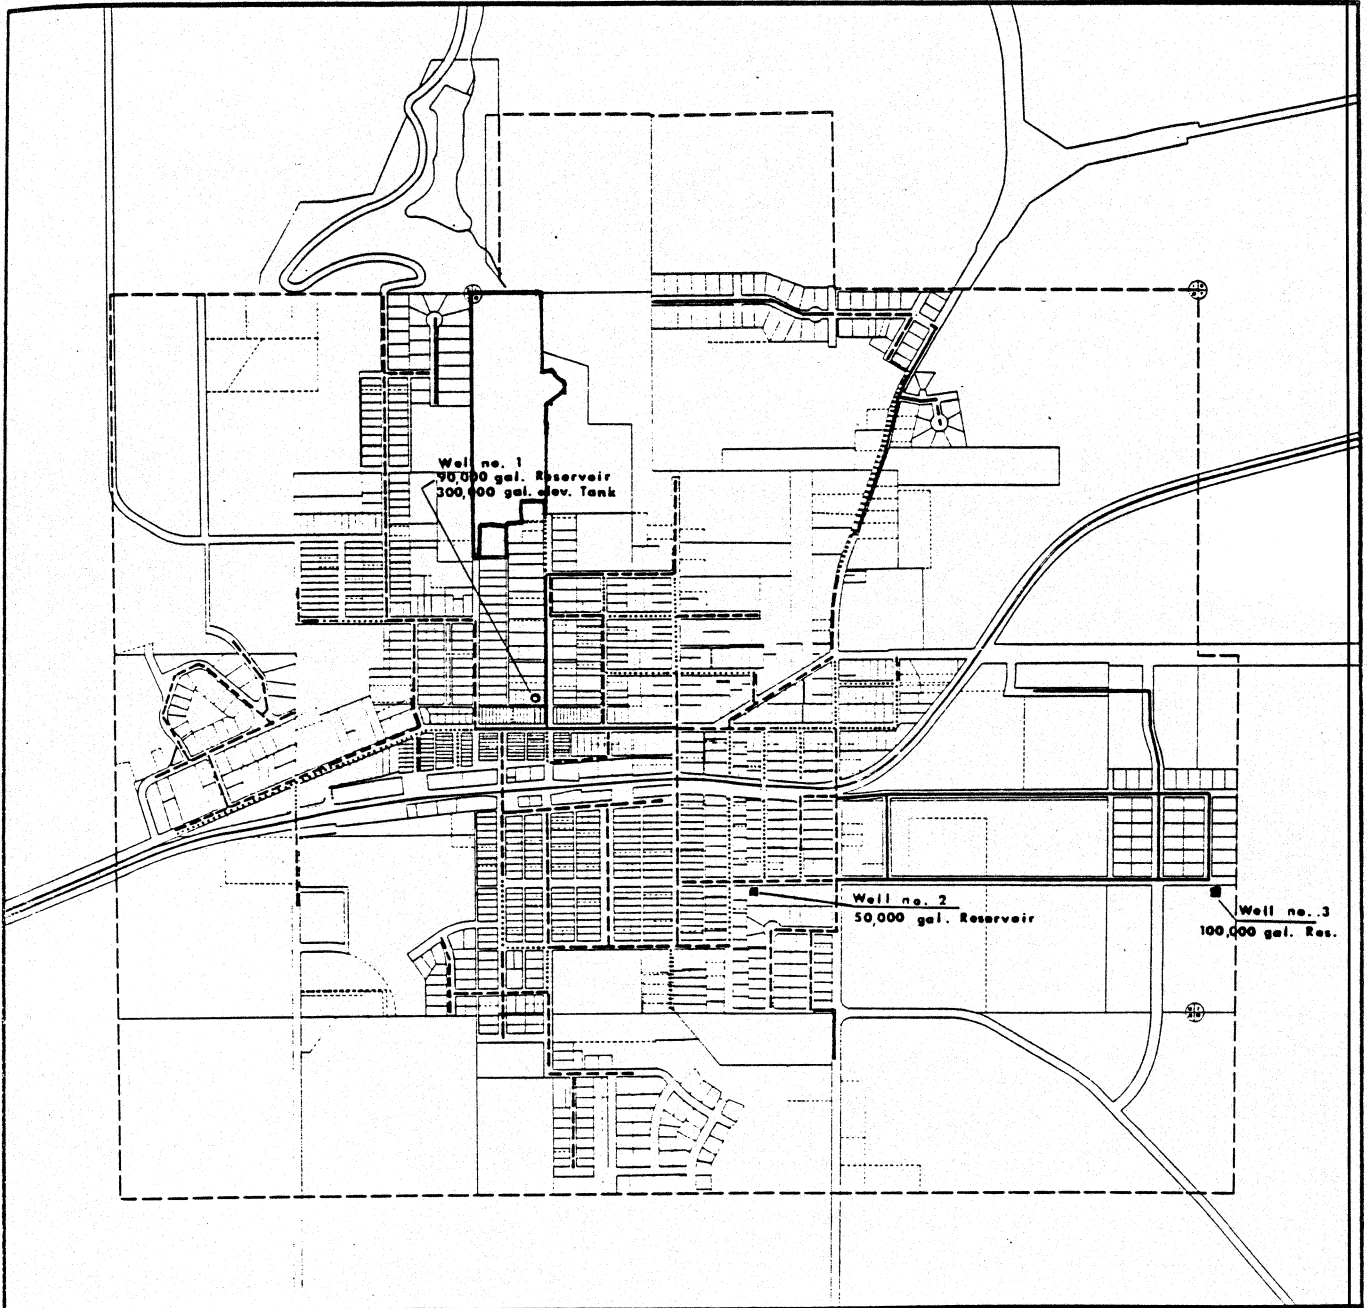 Well no. 1
90,000 gal. Reservoir
300,000 gal. elev. Tank
Well no. 2
50,000 gal. Reservoir
Well no. 3
100,000 gal. Res.